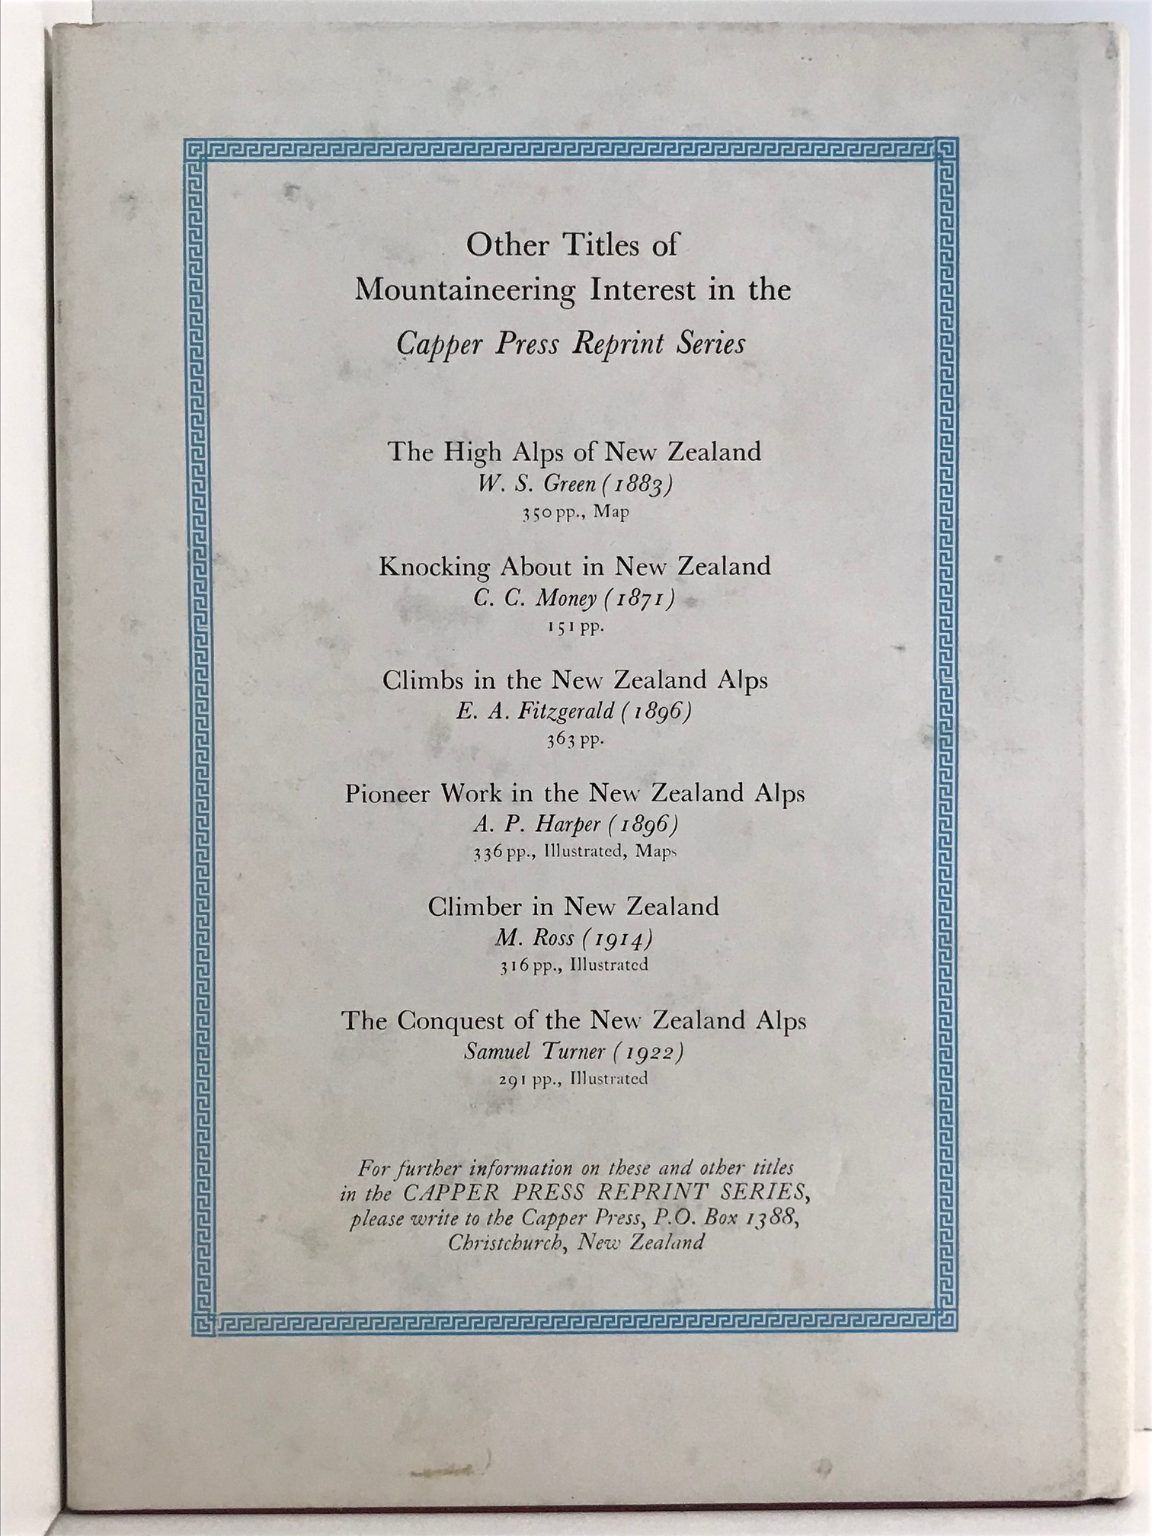 Other Titles of
Mountaineering Interest in the
Capper Press Reprint Series
The High Alps of New Zealand
W. S. Green (1883)
350 pp., Map
Knocking About in New Zealand
C. C. Money (1871)
151 pp.
Climbs in the New Zealand Alps
E. A. Fitzgerald (1896)
363 pp.
Pioneer Work in the New Zealand Alps
A. P. Harper (1896)
336 pp., Illustrated, Maps
Climber in New Zealand
M. Ross (1914)
316 pp., Illustrated
The Conquest of the New Zealand Alps
Samuel Turner (1922)
291 pp., Illustrated
For further information on these and other titles
in the CAPPER PRESS REPRINT SERIES,
please write to the Capper Press, P.O. Box 1388,
Christchurch, New Zealand